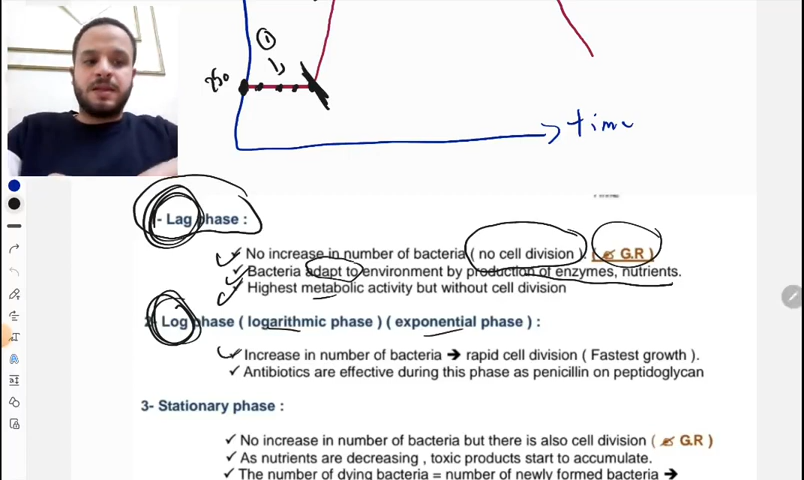 ①
time
1- Lag phase :
✓ No increase in number of bacteria ( no cell division ). ( ✍ G.R )
✓ Bacteria adapt to environment by production of enzymes, nutrients.
✓ Highest metabolic activity but without cell division
2- Log phase ( logarithmic phase ) ( exponential phase ) :
✓ Increase in number of bacteria ➔ rapid cell division ( Fastest growth ).
✓ Antibiotics are effective during this phase as penicillin on peptidoglycan
3- Stationary phase :
✓ No increase in number of bacteria but there is also cell division ( ✍ G.R )
✓ As nutrients are decreasing , toxic products start to accumulate.
✓ The number of dying bacteria = number of newly formed bacteria ➔